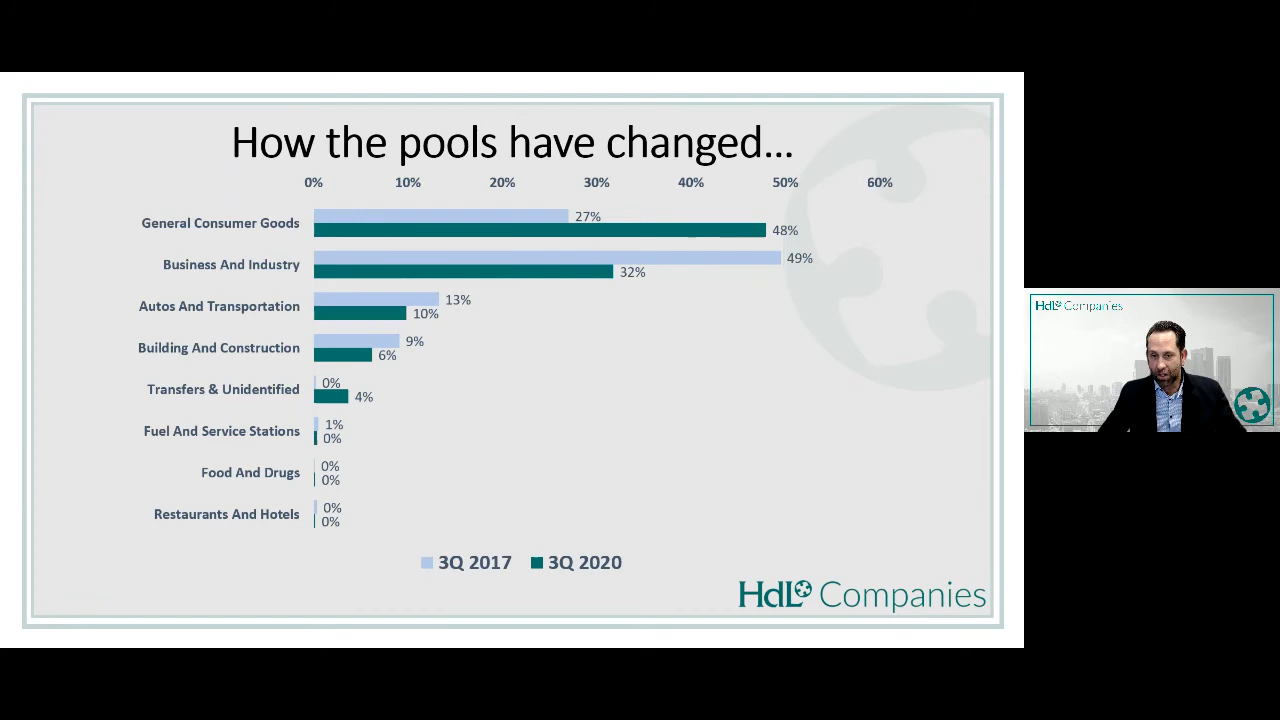 How the pools have changed...
0% 10% 20% 30% 40% 50% 60%
General Consumer Goods 27% 48%
Business And Industry 49% 32%
Autos And Transportation 13% 10%
Building And Construction 9% 6%
Transfers & Unidentified 0% 4%
Fuel And Service Stations 1% 0%
Food And Drugs 0% 0%
Restaurants And Hotels 0% 0%
3Q 2017 3Q 2020
HdL Companies
HdL Companies